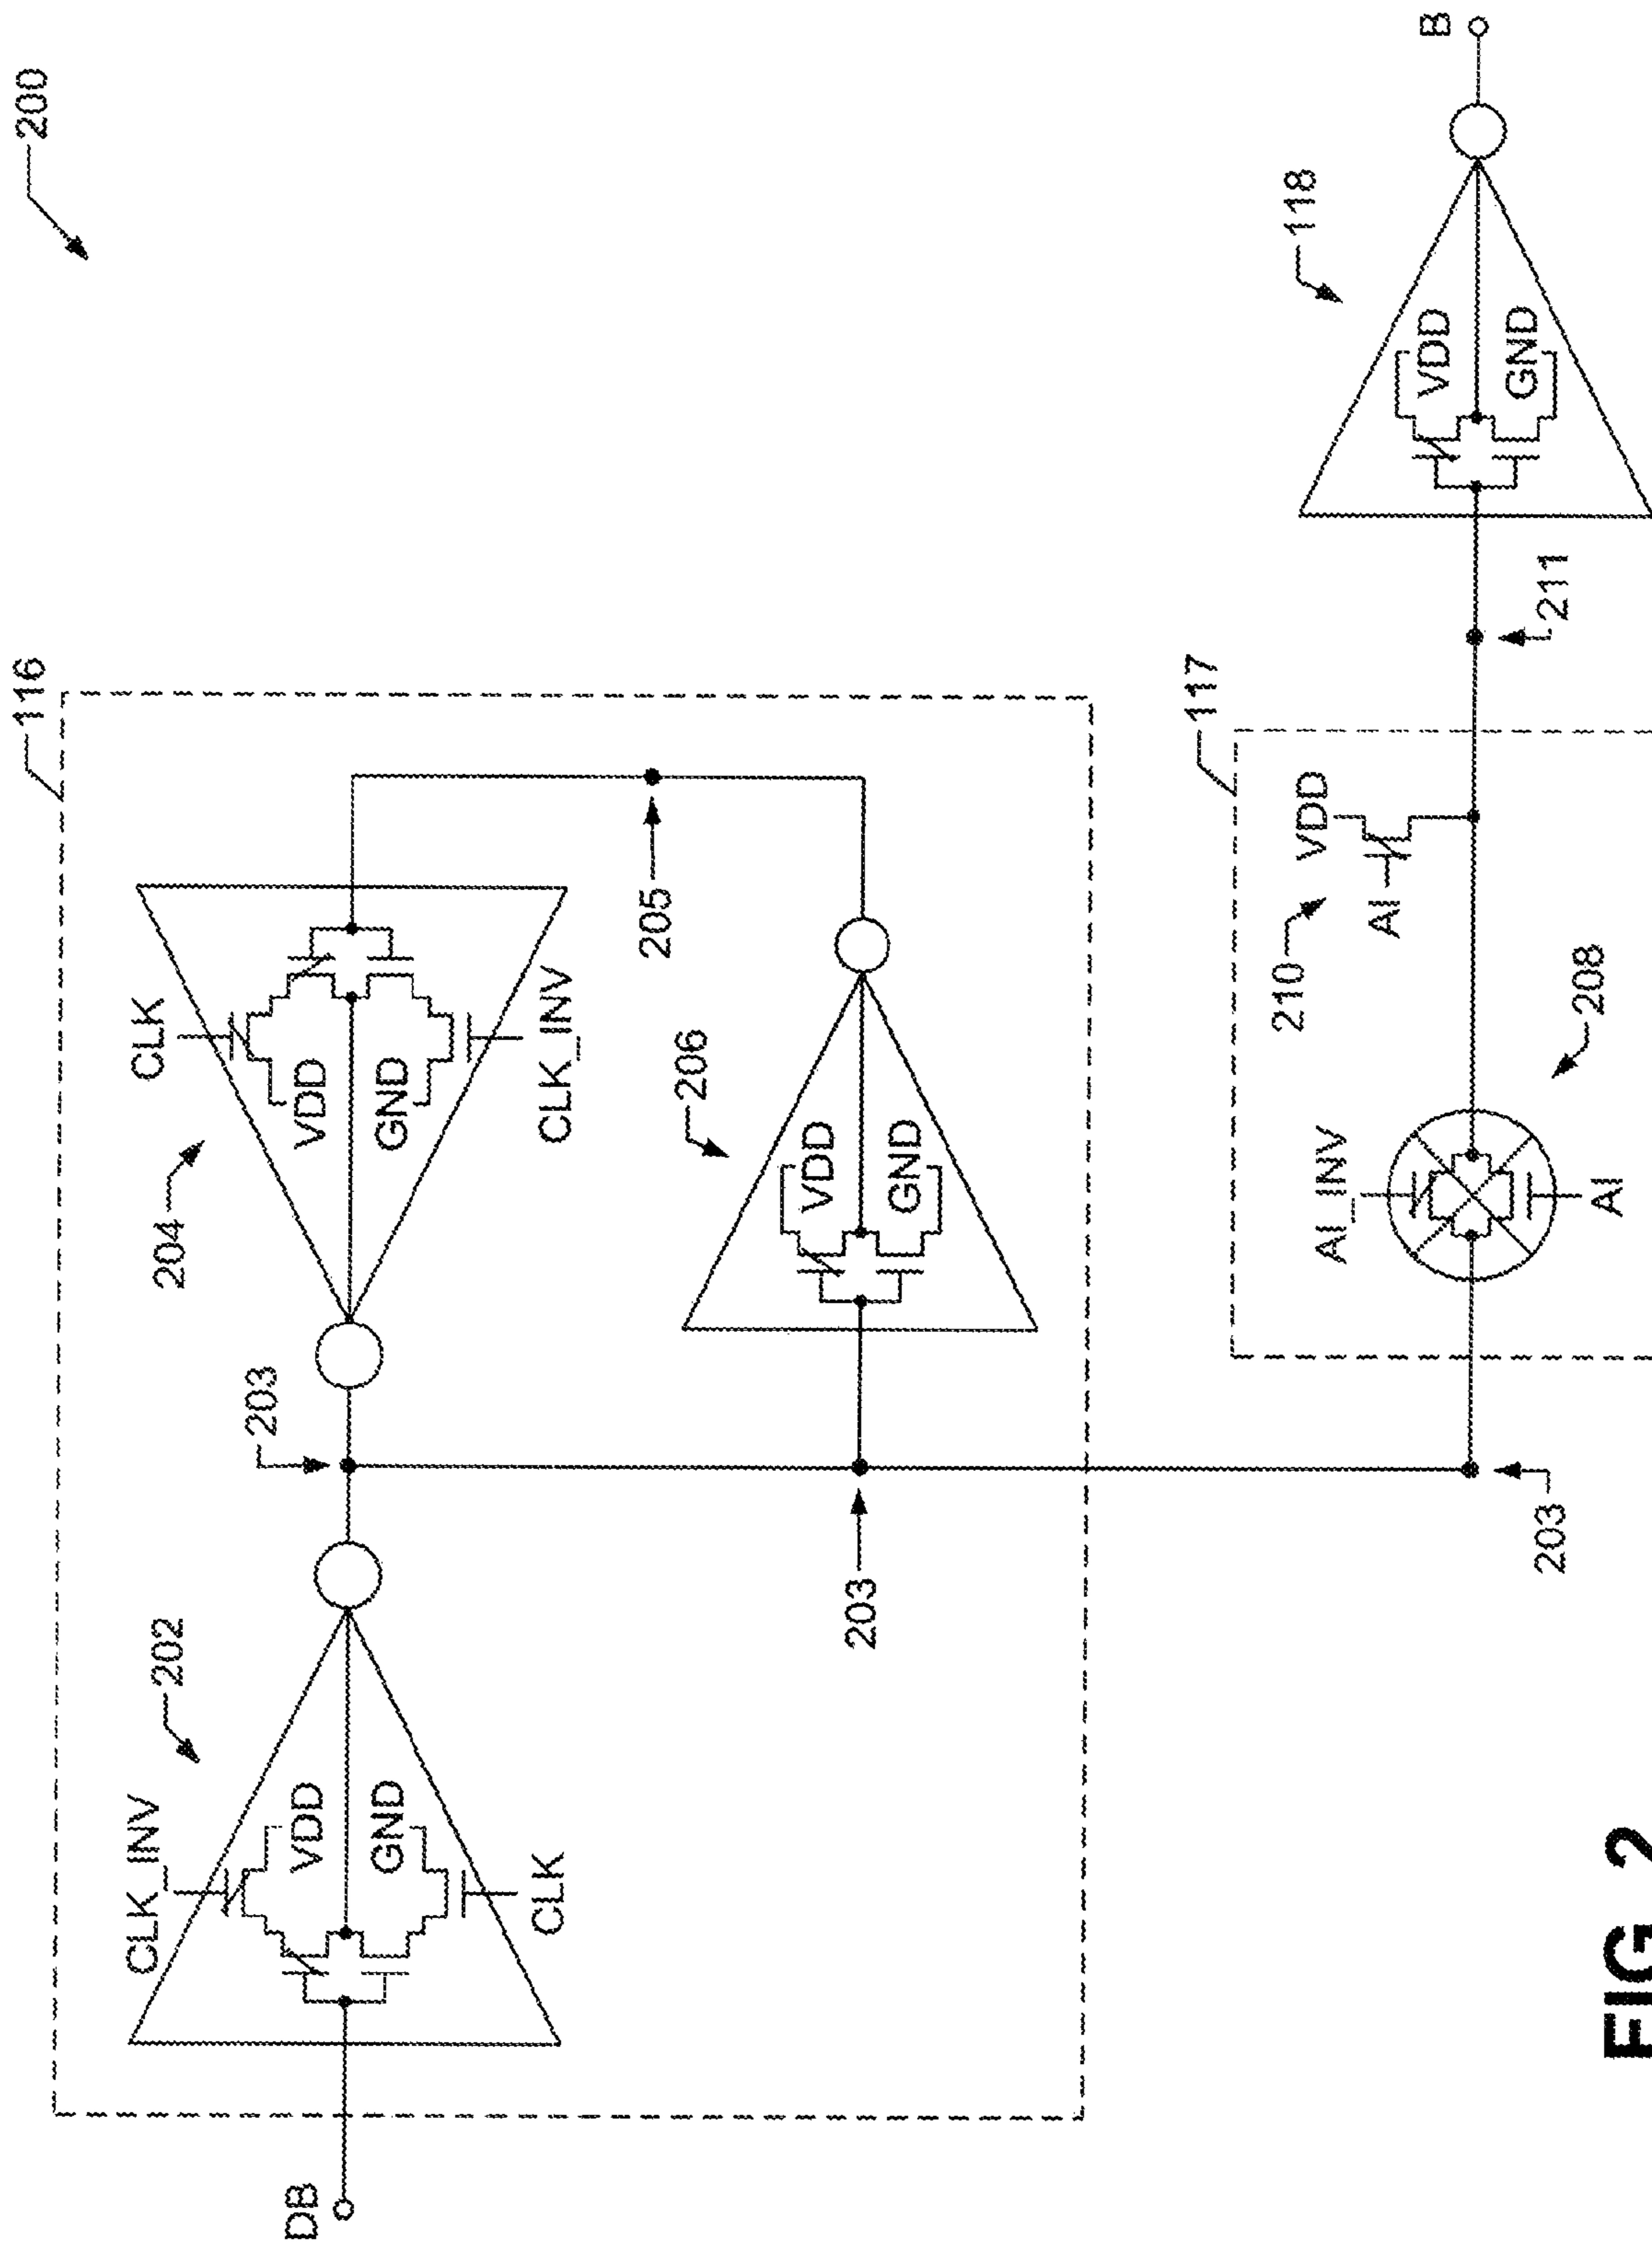 200
116
202
CLK_INV
VDD
GND
CLK
DB
203
204
CLK
VDD
GND
CLK_INV
205
203
206
VDD
GND
117
203
AI_INV
AI
208
210
VDD
AI
211
118
VDD
GND
B
FIG. 2